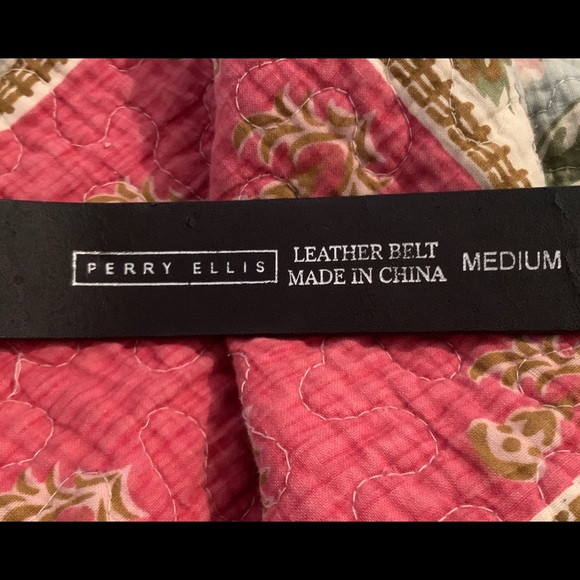 PERRY ELLIS
LEATHER BELT
MADE IN CHINA
MEDIUM